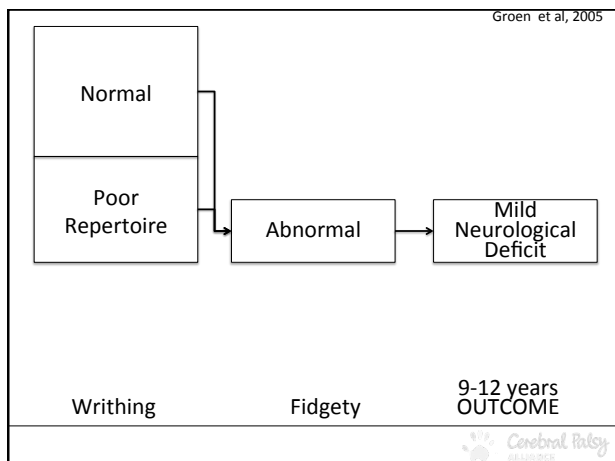 Groen et al, 2005
Normal
Poor
Repertoire
Abnormal
Mild
Neurological
Deficit
Writhing
Fidgety
9-12 years
OUTCOME
Cerebral Palsy
ALLIANCE